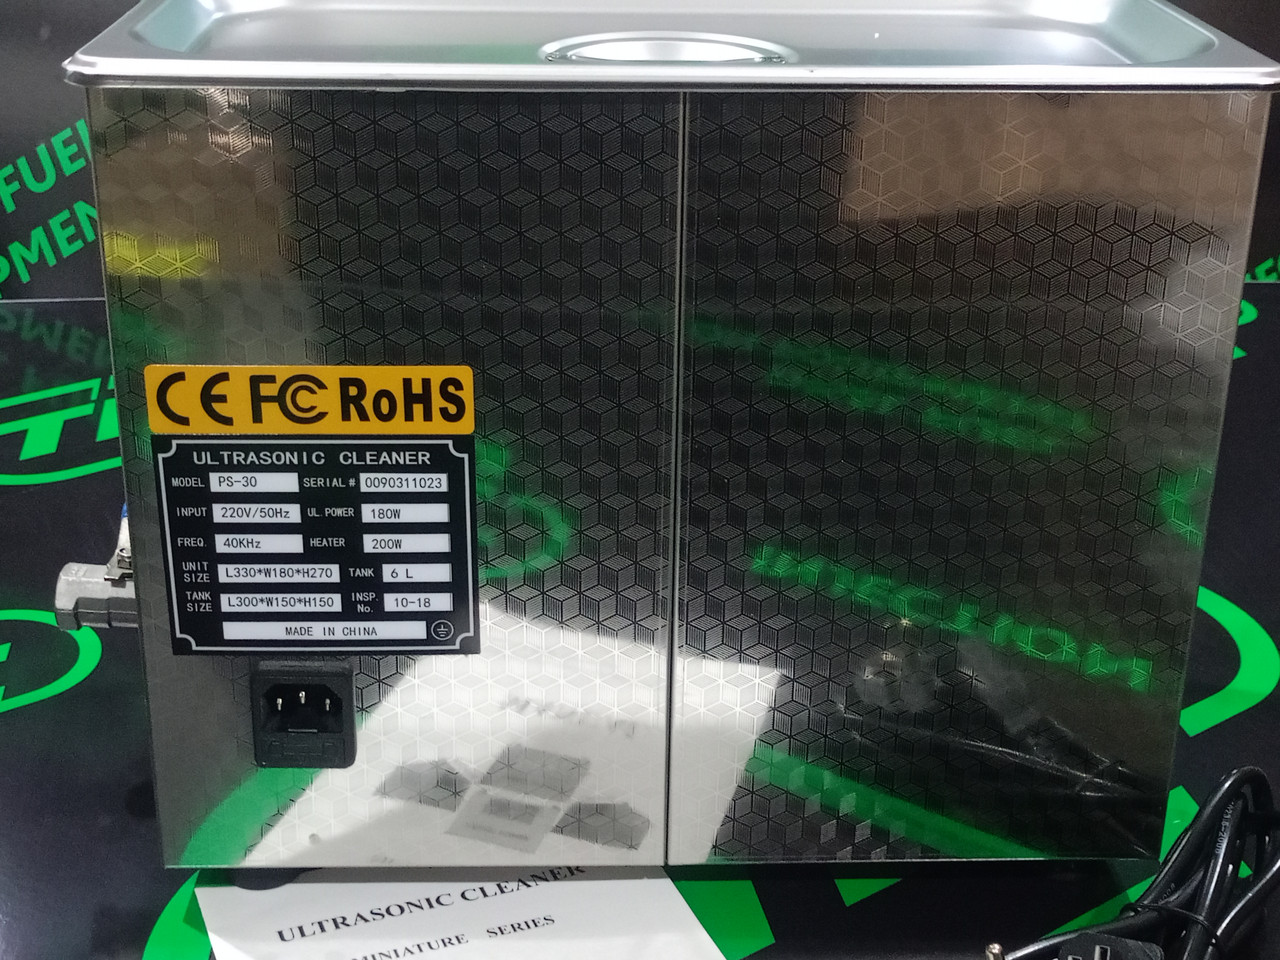 FUEL
CE FC RoHS
ULTRASONIC CLEANER
MODEL PS-30 SERIAL # 0090311023
INPUT 220V/50Hz UL.POWER 180W
FREQ. 40KHz HEATER 200W
UNIT SIZE L330*W180*H270 TANK 6 L
TANK SIZE L300*W150*H150 INSP. No. 10-18
MADE IN CHINA
ULTRASONIC CLEANER
MINIATURE SERIES